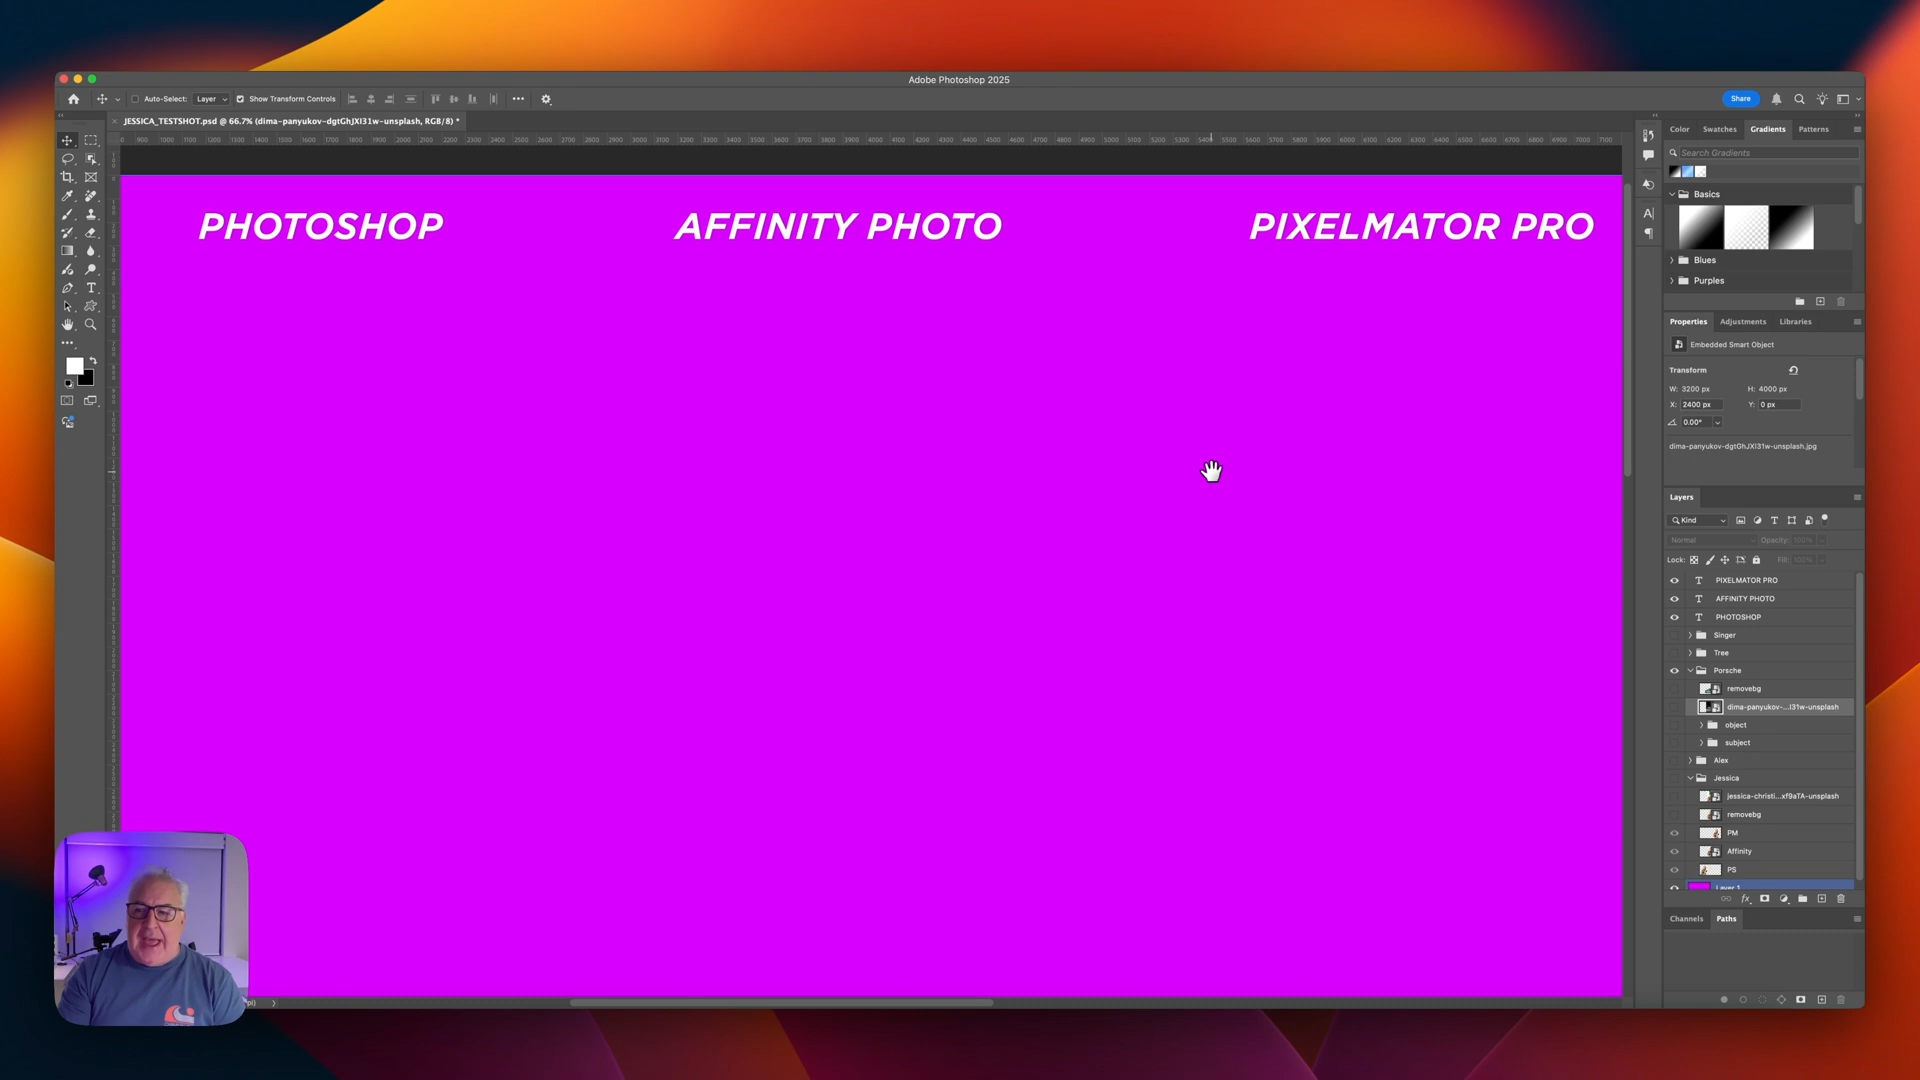 Adobe Photoshop 2025
Auto-Select: Layer Show Transform Controls
Share
JESSICA_TESTSHOT.psd @ 66.7% (dima-panyukov-dgtGhJXI31w-unsplash, RGB/8) *
PHOTOSHOP AFFINITY PHOTO PIXELMATOR PRO
Color Swatches Gradients Patterns
Search Gradients
Basics
Blues
Purples
Properties Adjustments Libraries
Embedded Smart Object
Transform
W: 3200 px H: 4000 px
X: 2400 px Y: 0 px
0.00°
dima-panyukov-dgtGhJXI31w-unsplash.jpg
Layers
Kind
Normal Opacity: 100%
Lock: Fill: 100%
PIXELMATOR PRO
AFFINITY PHOTO
PHOTOSHOP
Singer
Tree
Porsche
removebg
dima-panyukov-...I31w-unsplash
object
subject
Alex
Jessica
jessica-christi...xf9aTA-unsplash
removebg
PM
Affinity
PS
Layer 1
Channels Paths